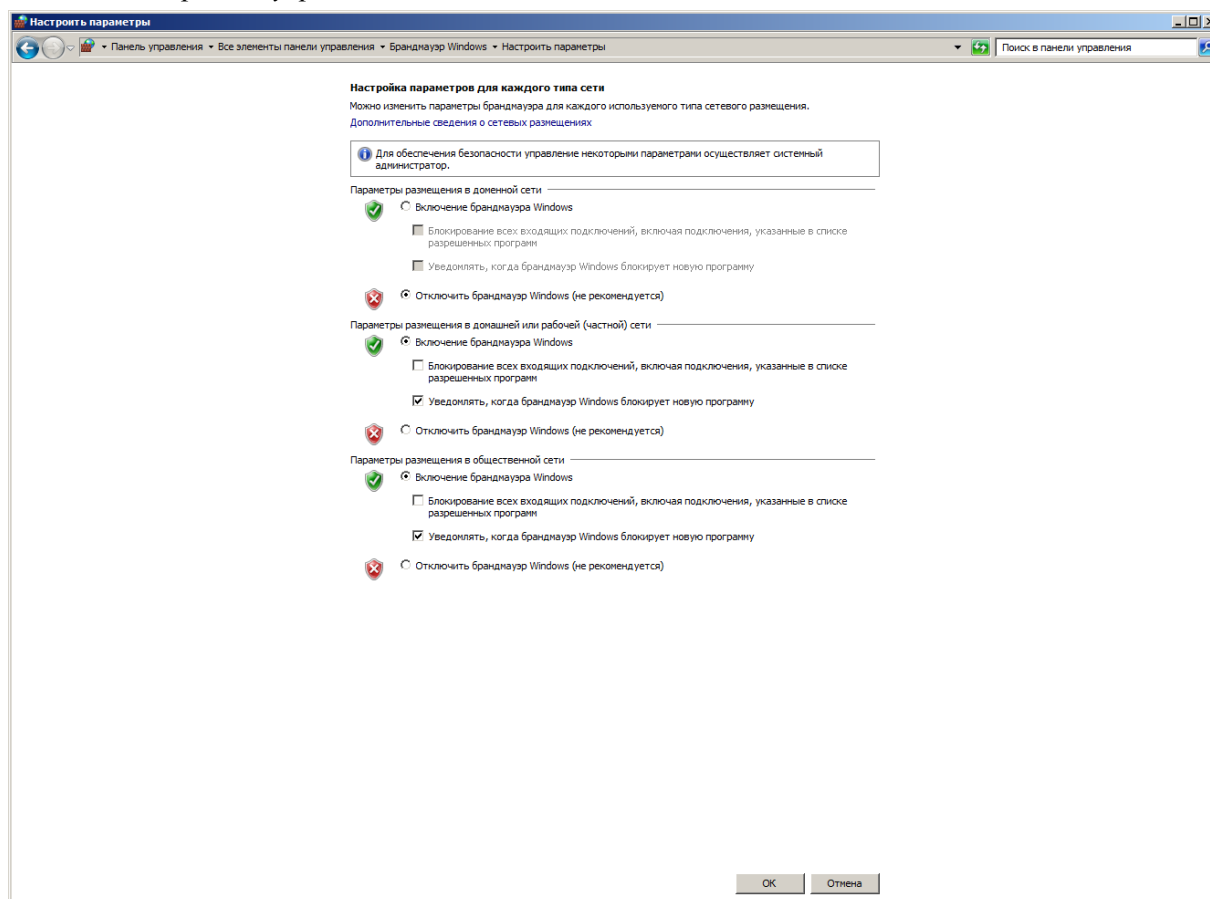 Настроить параметры
Панель управления Все элементы панели управления Брандмауэр Windows Настроить параметры
Поиск в панели управления
Настройка параметров для каждого типа сети
Можно изменить параметры брандмауэра для каждого используемого типа сетевого размещения.
Дополнительные сведения о сетевых размещениях
Для обеспечения безопасности управление некоторыми параметрами осуществляет системный
администратор.
Параметры размещения в доменной сети
Включение брандмауэра Windows
Блокирование всех входящих подключений, включая подключения, указанные в списке
разрешенных программ
Уведомлять, когда брандмауэр Windows блокирует новую программу
Отключить брандмауэр Windows (не рекомендуется)
Параметры размещения в домашней или рабочей (частной) сети
Включение брандмауэра Windows
Блокирование всех входящих подключений, включая подключения, указанные в списке
разрешенных программ
Уведомлять, когда брандмауэр Windows блокирует новую программу
Отключить брандмауэр Windows (не рекомендуется)
Параметры размещения в общественной сети
Включение брандмауэра Windows
Блокирование всех входящих подключений, включая подключения, указанные в списке
разрешенных программ
Уведомлять, когда брандмауэр Windows блокирует новую программу
Отключить брандмауэр Windows (не рекомендуется)
OK Отмена